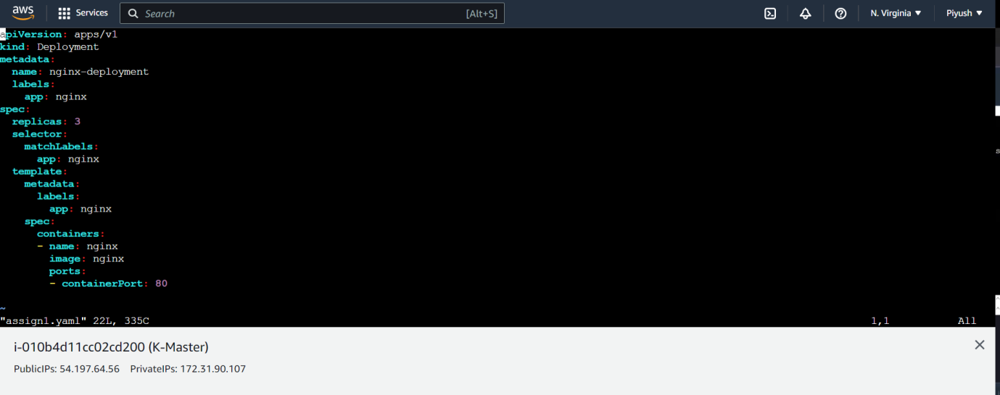 aws Services Search [Alt+S] N. Virginia Piyush
apiVersion: apps/v1
kind: Deployment
metadata:
  name: nginx-deployment
  labels:
    app: nginx
spec:
  replicas: 3
  selector:
    matchLabels:
      app: nginx
  template:
    metadata:
      labels:
        app: nginx
    spec:
      containers:
      - name: nginx
        image: nginx
        ports:
        - containerPort: 80
~
"assign1.yaml" 22L, 335C 1,1 All
i-010b4d11cc02cd200 (K-Master)
PublicIPs: 54.197.64.56 PrivateIPs: 172.31.90.107